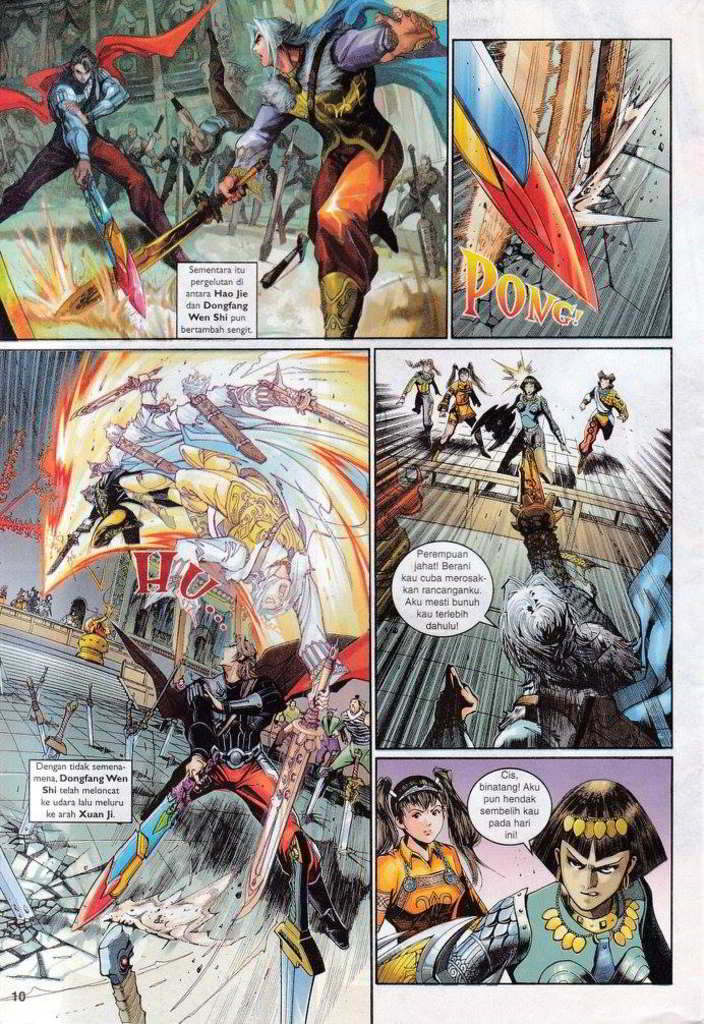 Sementara itu
pergelutan di
antara Hao Jie
dan Dongfang
Wen Shi pun
bertambah sengit.
PONG!
HU...
Dengan tidak semena-
mena, Dongfang Wen
Shi telah meloncat
ke udara lalu meluru
ke arah Xuan Ji.
Perempuan
jahat! Berani
kau cuba merosak-
kan rancanganku.
Aku mesti bunuh
kau terlebih
dahulu!
Cis,
binatang! Aku
pun hendak
sembelih kau
pada hari
ini!
10